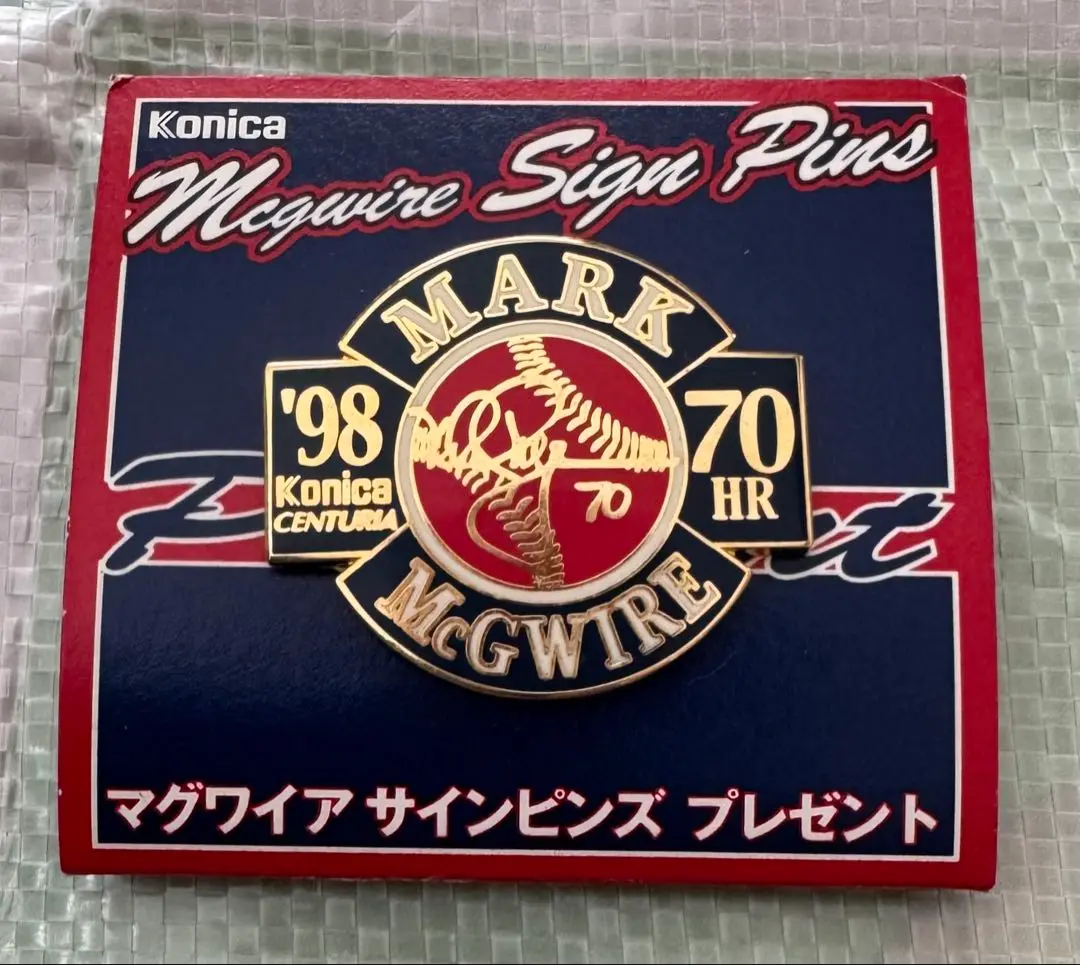 Konica
Mcgwire Sign Pins
MARK
'98
Konica
CENTURIA
70
70
HR
McGWIRE
マグワイア サインピンズ プレゼント